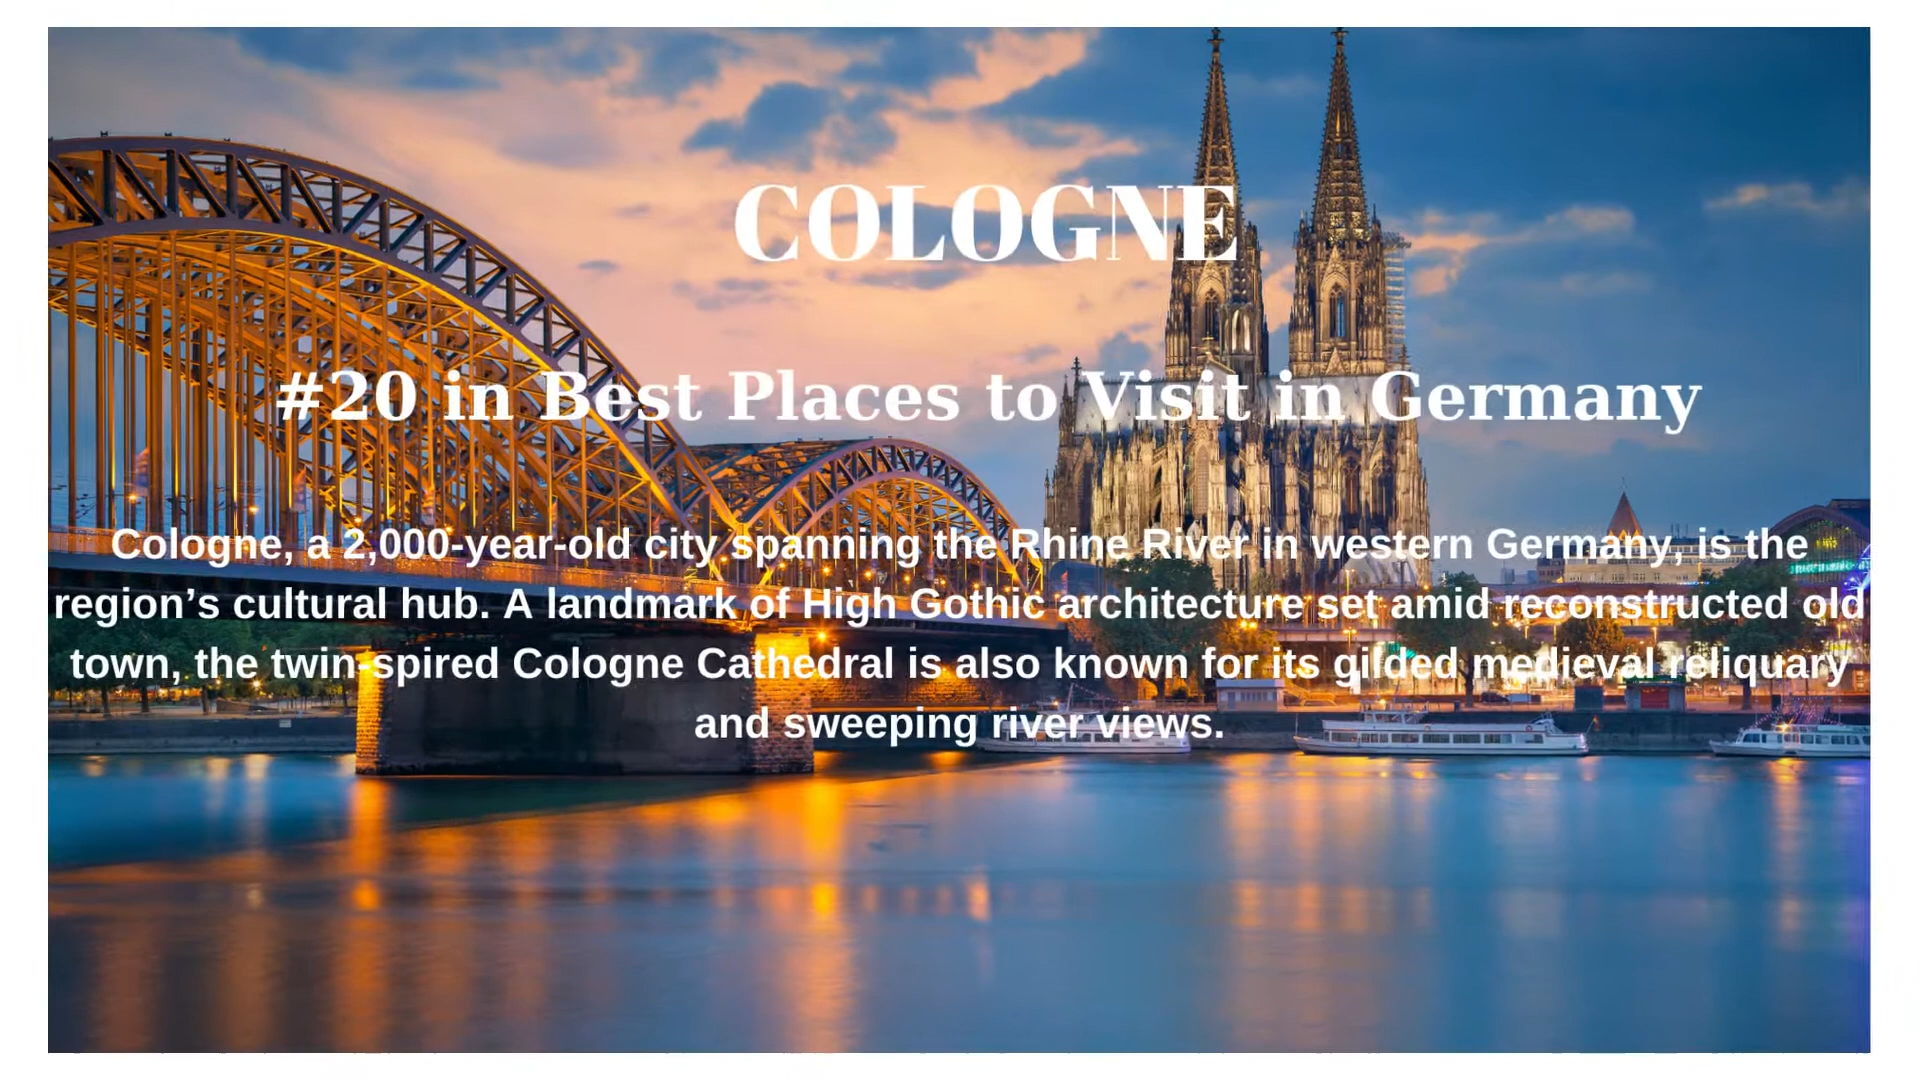 COLOGNE
#20 in Best Places to Visit in Germany
Cologne, a 2,000-year-old city spanning the Rhine River in western Germany, is the
region’s cultural hub. A landmark of High Gothic architecture set amid reconstructed old
town, the twin-spired Cologne Cathedral is also known for its gilded medieval reliquary
and sweeping river views.